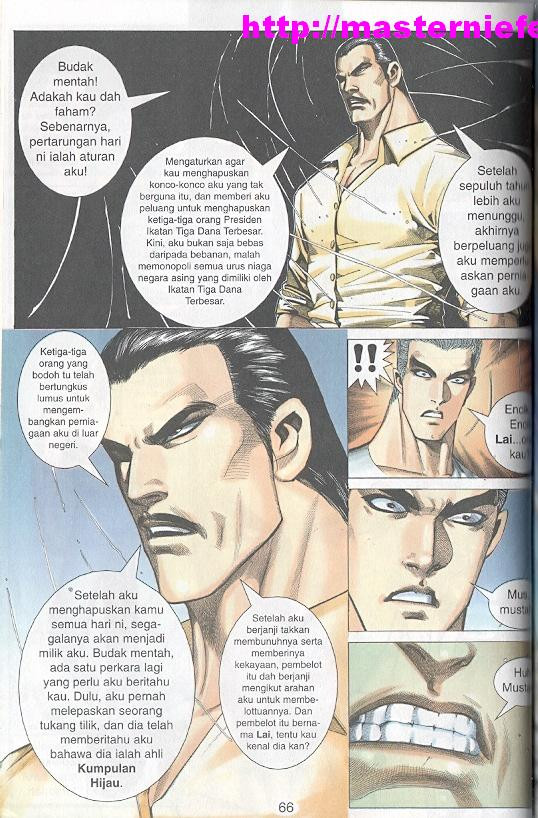 http://masterniefe
Budak
mentah!
Adakah kau dah
faham?
Sebenarnya,
pertarungan hari
ni ialah aturan
aku!
Mengaturkan agar
kau menghapuskan
konco-konco aku yang tak
berguna itu, dan memberi aku
peluang untuk menghapuskan
ketiga-tiga orang Presiden
Ikatan Tiga Dana Terbesar.
Kini, aku bukan saja bebas
daripada bebanan, malah
memonopoli semua urus niaga
negara asing yang dimiliki oleh
Ikatan Tiga Dana
Terbesar.
Setelah
sepuluh tahun
lebih aku
menunggu,
akhirnya
berpeluang
aku
askan
gaan aku.
Ketiga-tiga
orang yang
bodoh tu telah
bertungkus
lumus untuk
mengem-
bangkan pernia-
gaan aku di luar
negeri.
!!
Lai...
kau?
Setelah aku
menghapuskan kamu
semua hari ni, sega-
galanya akan menjadi
milik aku. Budak mentah,
ada satu perkara lagi
yang perlu aku beritahu
kau. Dulu, aku pernah
melepaskan seorang
tukang tilik, dan dia telah
memberitahu aku
bahawa dia ialah ahli
Kumpulan
Hijau.
Setelah aku
berjanji takkan
membunuhnya serta
memberinya
kekayaan, pembelot
itu dah berjanji
mengikut arahan
aku untuk membe-
lottuannya. Dan
pembelot itu berna-
ma Lai, tentu kau
kenal dia kan?
Mus
musta
Huh
Musta
66